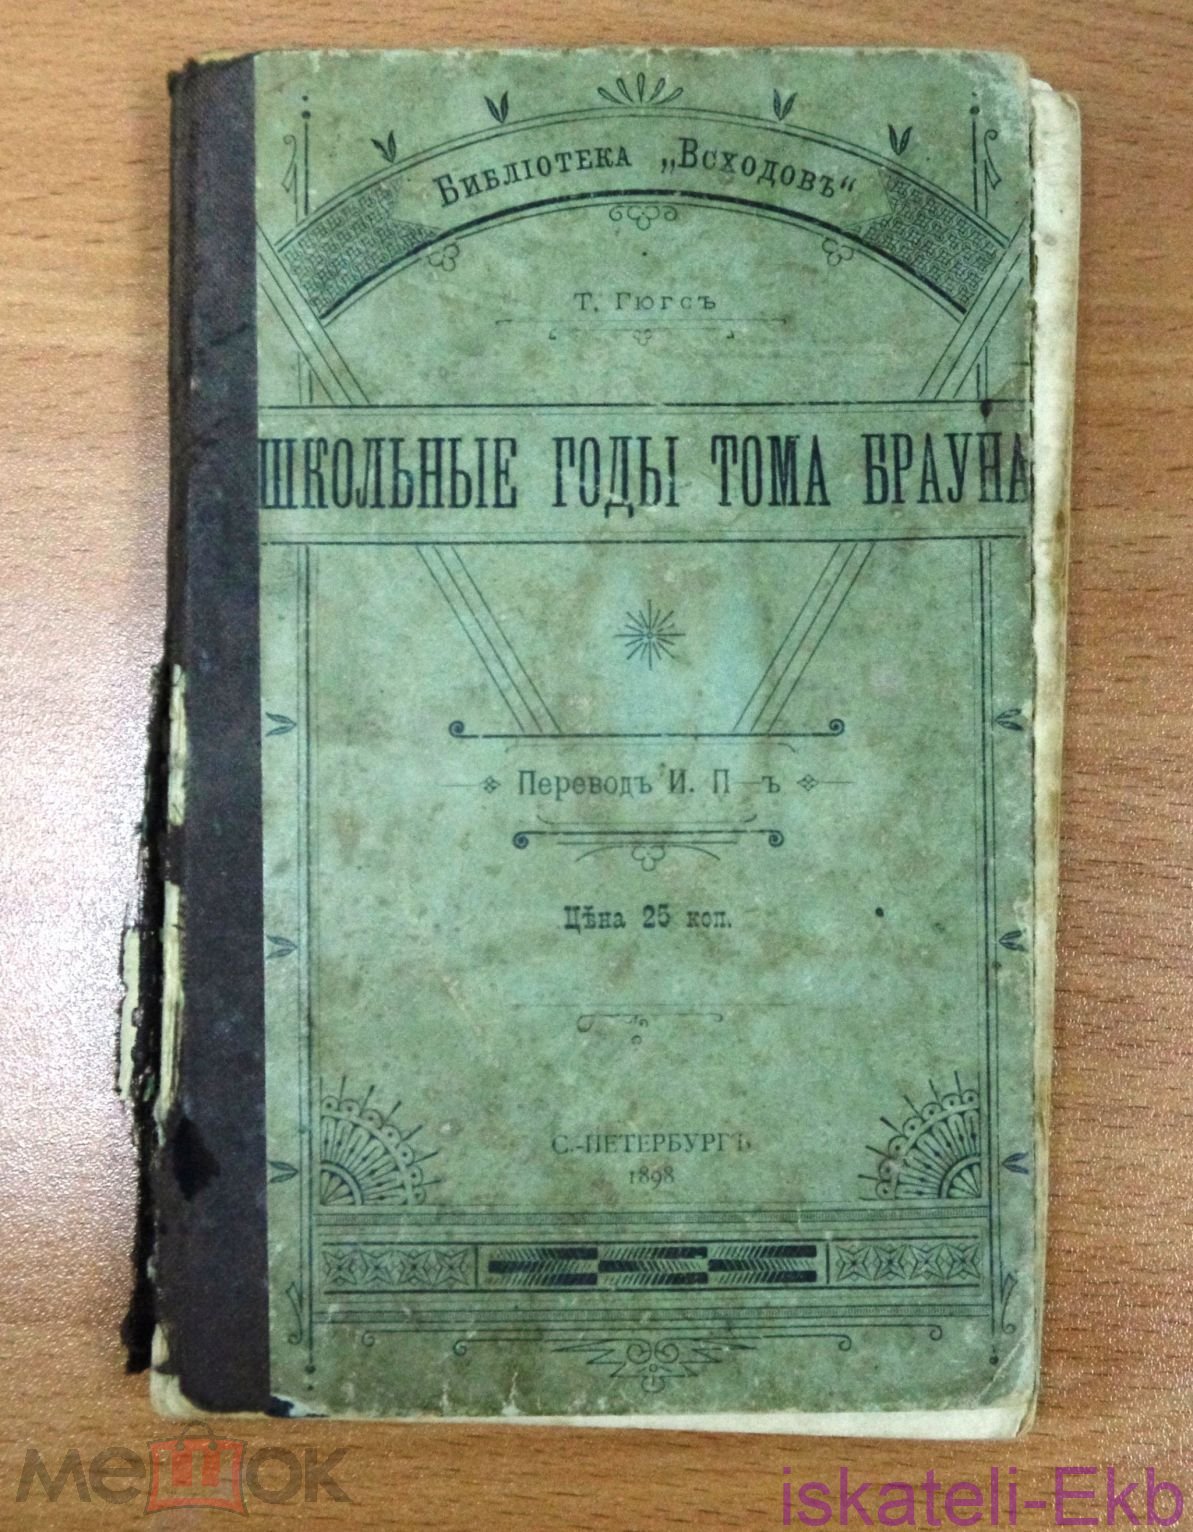 Библіотека „Всходовъ“
Т. Гюгсъ
ШКОЛЬНЫЕ ГОДЫ ТОМА БРАУНА
Переводъ И. П—ъ
Цѣна 25 коп.
С.-ПЕТЕРБУРГЪ
1898
мешок
iskateli-Ekb